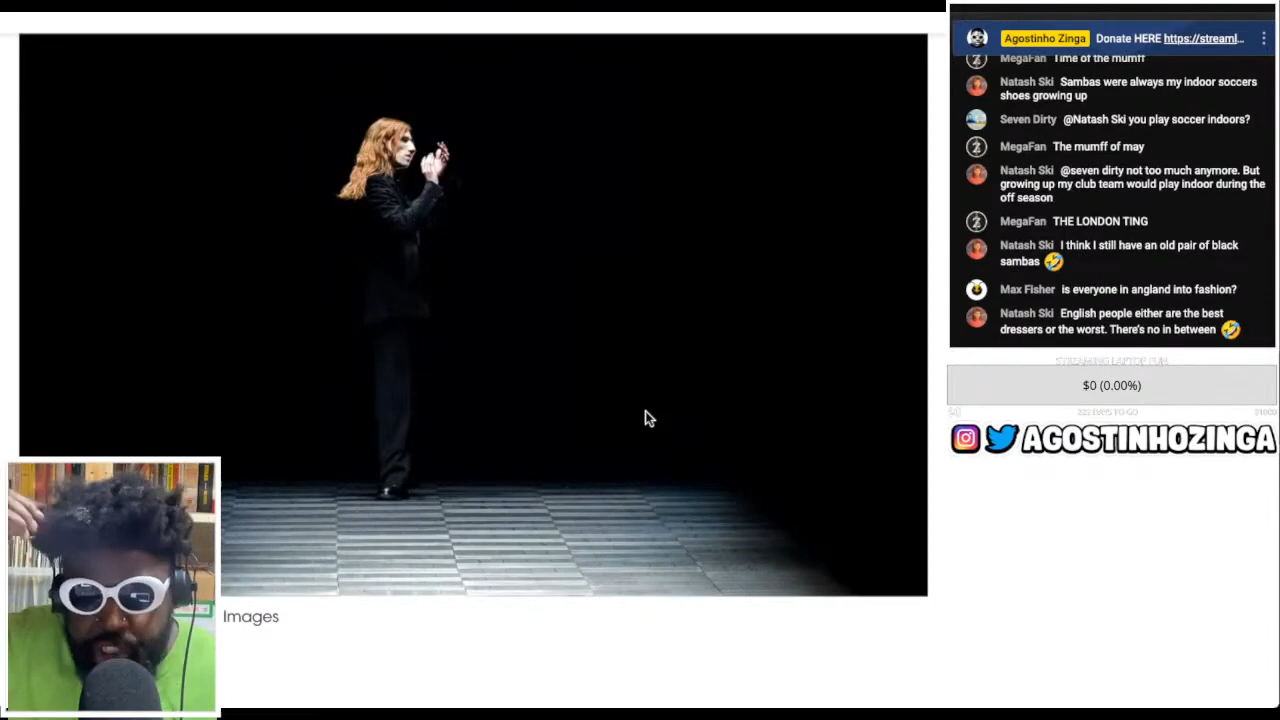 Agostinho Zinga Donate HERE https://streaml...
MegaFan Time of the mumff
Natash Ski Sambas were always my indoor soccers
shoes growing up
Seven Dirty @Natash Ski you play soccer indoors?
MegaFan The mumff of may
Natash Ski @seven dirty not too much anymore. But
growing up my club team would play indoor during the
off season
MegaFan THE LONDON TING
Natash Ski I think I still have an old pair of black
sambas 🤣
Max Fisher is everyone in angland into fashion?
Natash Ski English people either are the best
dressers or the worst. There's no in between 🤣
$0 (0.00%)
AGOSTINHOZINGA
Images